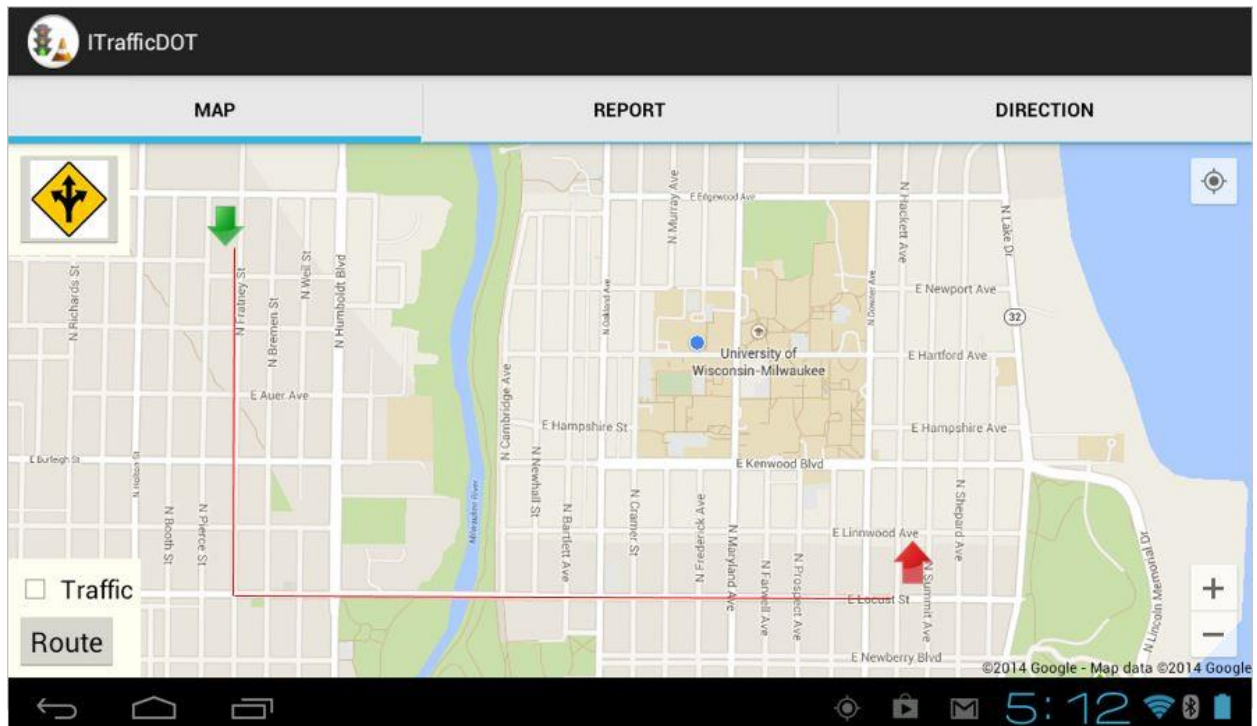 ITrafficDOT
MAP
REPORT
DIRECTION
N Murray Ave
E Edgewood Ave
N Hackett Ave
N Lake Dr
N Richards St
N Fratney St
N Weil St
N Bremen St
N Humboldt Blvd
N Oakland Ave
N Downer Ave
E Newport Ave
32
University of
Wisconsin-Milwaukee
E Hartford Ave
E Auer Ave
N Cambridge Ave
E Hampshire St
E Hampshire Ave
E Burleigh St
N Holton St
E Kenwood Blvd
N Newhall St
N Booth St
N Pierce St
Milwaukee River
N Bartlett Ave
N Cramer St
N Frederick Ave
N Maryland Ave
N Farwell Ave
N Prospect Ave
E Linnwood Ave
N Shepard Ave
N Summit Ave
N Lincoln Memorial Dr
Traffic
E Locust St
Route
E Newberry Blvd
©2014 Google - Map data ©2014 Google
5:12